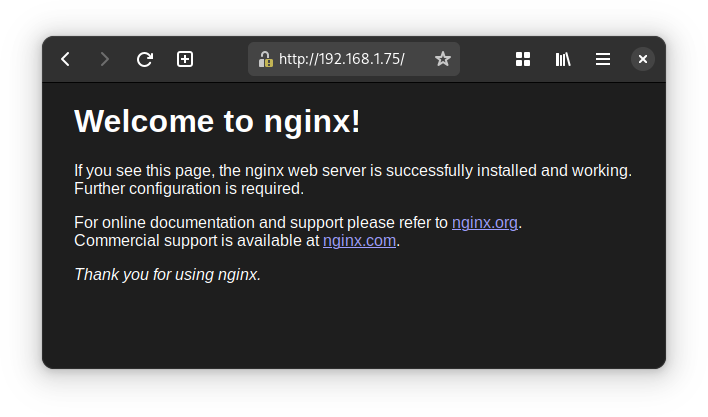 http://192.168.1.75/
Welcome to nginx!
If you see this page, the nginx web server is successfully installed and working.
Further configuration is required.
For online documentation and support please refer to nginx.org.
Commercial support is available at nginx.com.
Thank you for using nginx.